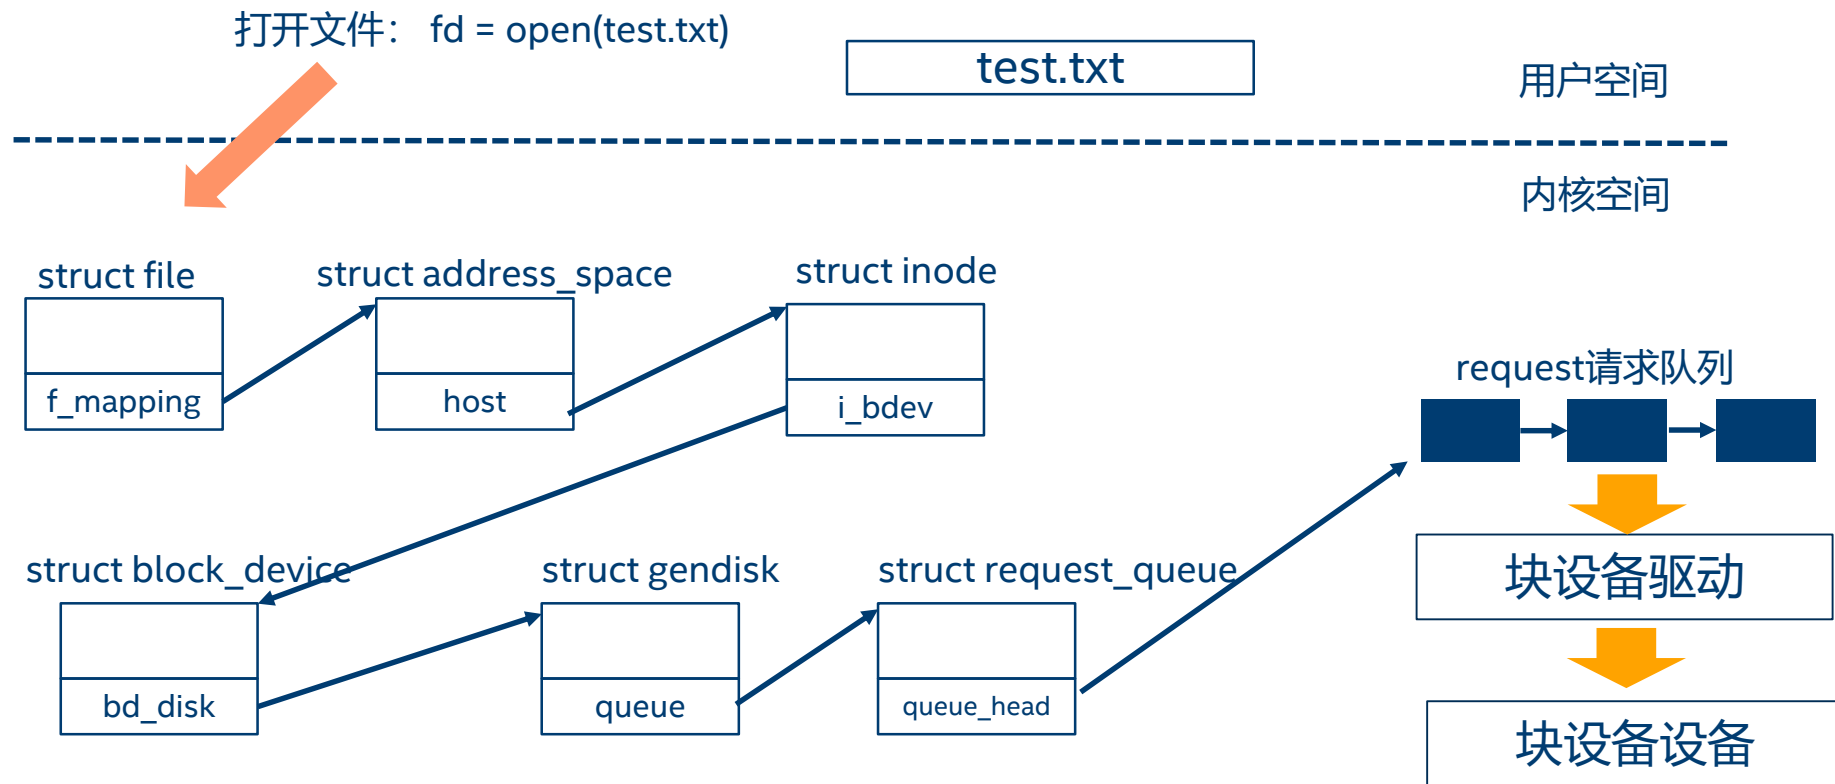 打开文件： fd = open(test.txt)
test.txt
用户空间
内核空间
struct file
struct address_space
struct inode
f_mapping
host
i_bdev
request请求队列
struct block_device
struct gendisk
struct request_queue
块设备驱动
bd_disk
queue
queue_head
块设备设备